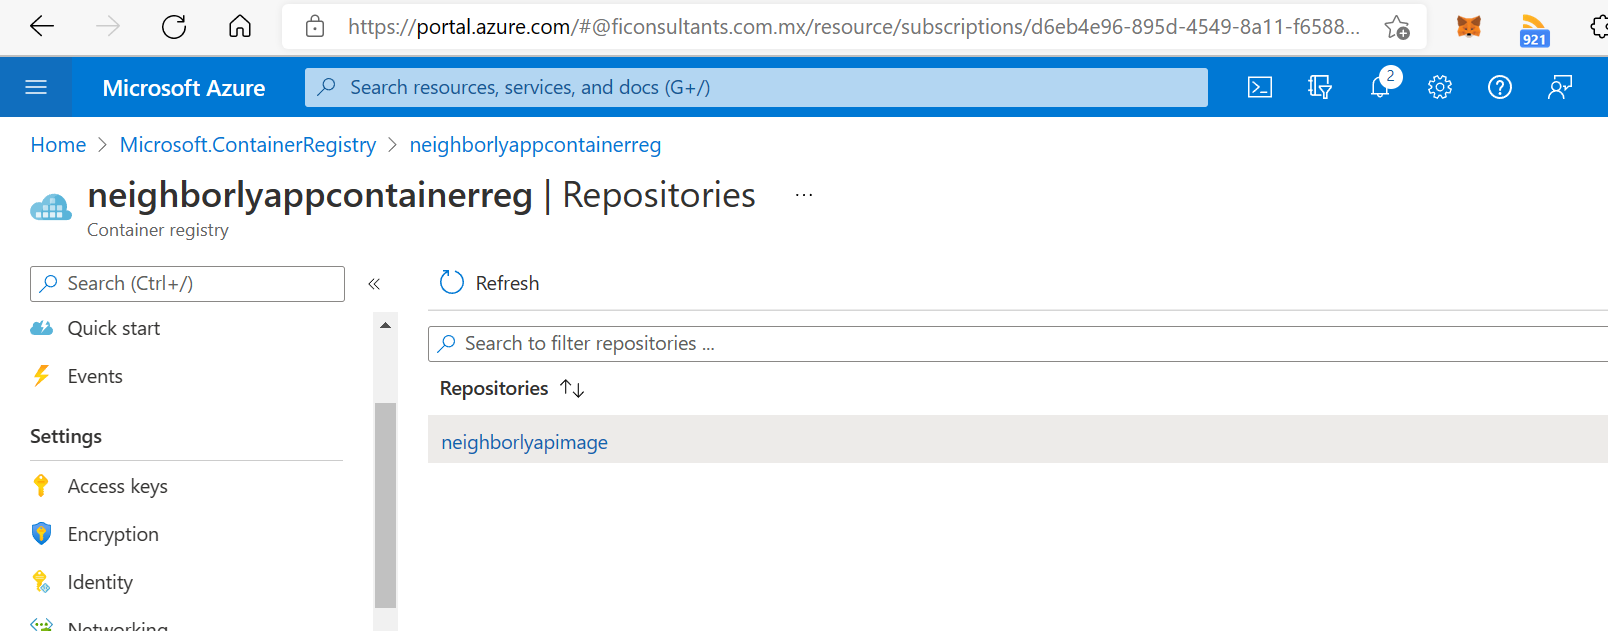 https://portal.azure.com/#@ficonsultants.com.mx/resource/subscriptions/d6eb4e96-895d-4549-8a11-f6588...
921
Microsoft Azure
Search resources, services, and docs (G+/)
2
Home > Microsoft.ContainerRegistry > neighborlyappcontainerreg
neighborlyappcontainerreg | Repositories ...
Container registry
Search (Ctrl+/)
«
Refresh
Quick start
Search to filter repositories ...
Events
Repositories
Settings
neighborlyapimage
Access keys
Encryption
Identity
Networking